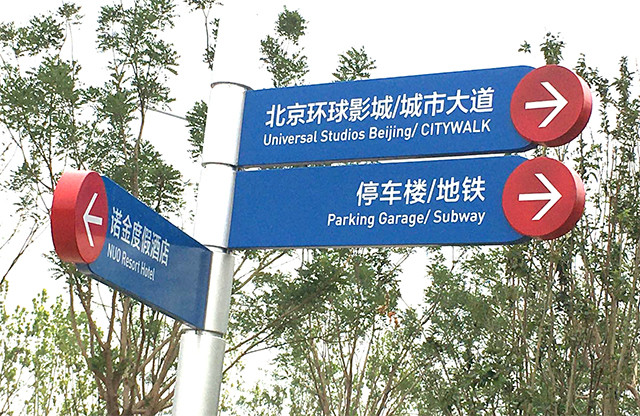 北京环球影城/城市大道
Universal Studios Beijing/ CITYWALK
停车楼/地铁
Parking Garage/ Subway
诺金度假酒店
NUO Resort Hotel